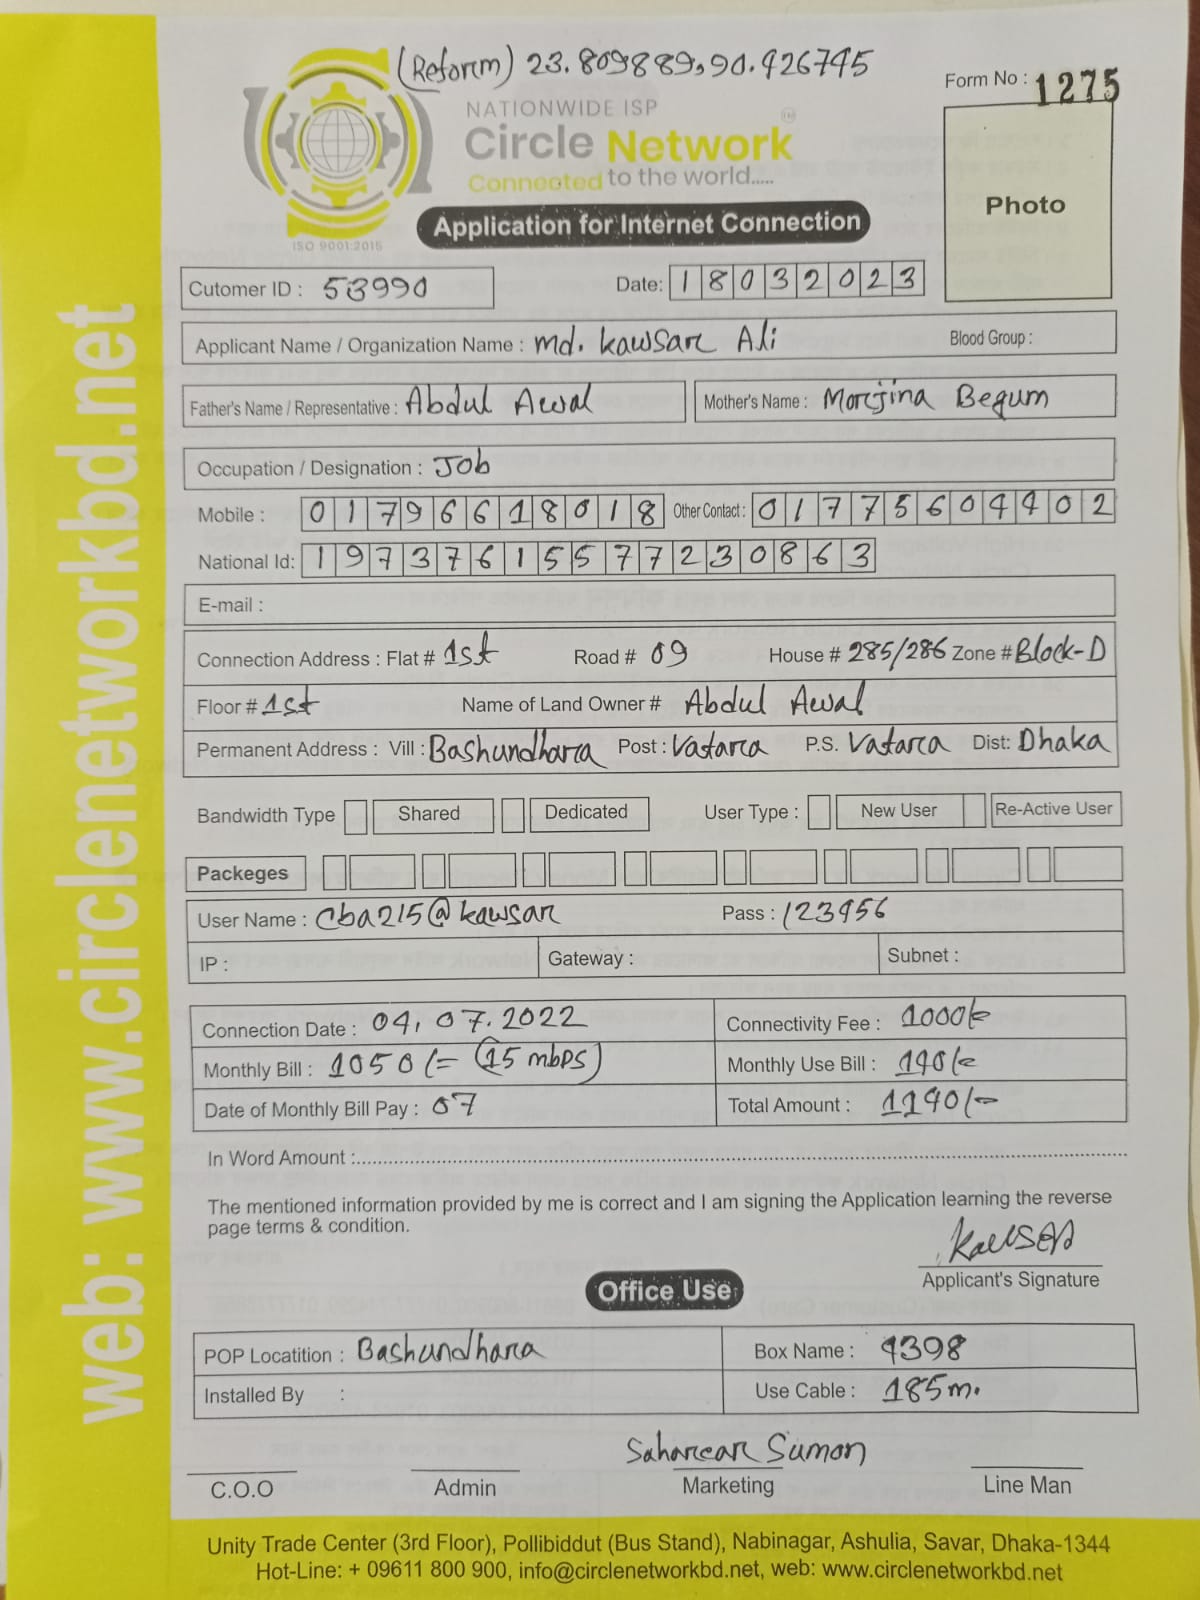 (Reform) 23.809889,90.426745
Form No : 1275
NATIONWIDE ISP
Circle Network
Connected to the world.....
ISO 9001:2015
Photo
Application for Internet Connection
Cutomer ID : 53990
Date: 18032023
Applicant Name / Organization Name : md. Kawsar Ali
Blood Group :
Father's Name / Representative : Abdul Awal
Mother's Name : Morjina Begum
Occupation / Designation : Job
Mobile : 01796618018 Other Contact : 01775604402
National Id: 19737615577230863
E-mail :
Connection Address : Flat # 1st Road # 09 House # 285/286 Zone # Block-D
Floor # 1st Name of Land Owner # Abdul Awal
Permanent Address : Vill : Bashundhara Post : Vatara P.S. Vatara Dist: Dhaka
Bandwidth Type Shared Dedicated User Type : New User Re-Active User
Packeges
User Name : cba215@kawsar Pass : 123456
IP : Gateway : Subnet :
Connection Date : 04.07.2022 Connectivity Fee : 1000/-
Monthly Bill : 1050/= (15 mbps) Monthly Use Bill : 140/-
Date of Monthly Bill Pay : 07 Total Amount : 1140/-
In Word Amount :
The mentioned information provided by me is correct and I am signing the Application learning the reverse
page terms & condition.
Kawsar
Applicant's Signature
Office Use
POP Locatition : Bashundhara Box Name : 4398
Installed By : Use Cable : 185m.
Saharear Sumon
C.O.O Admin Marketing Line Man
Unity Trade Center (3rd Floor), Pollibiddut (Bus Stand), Nabinagar, Ashulia, Savar, Dhaka-1344
Hot-Line: + 09611 800 900, info@circlenetworkbd.net, web: www.circlenetworkbd.net
web: www.circlenetworkbd.net